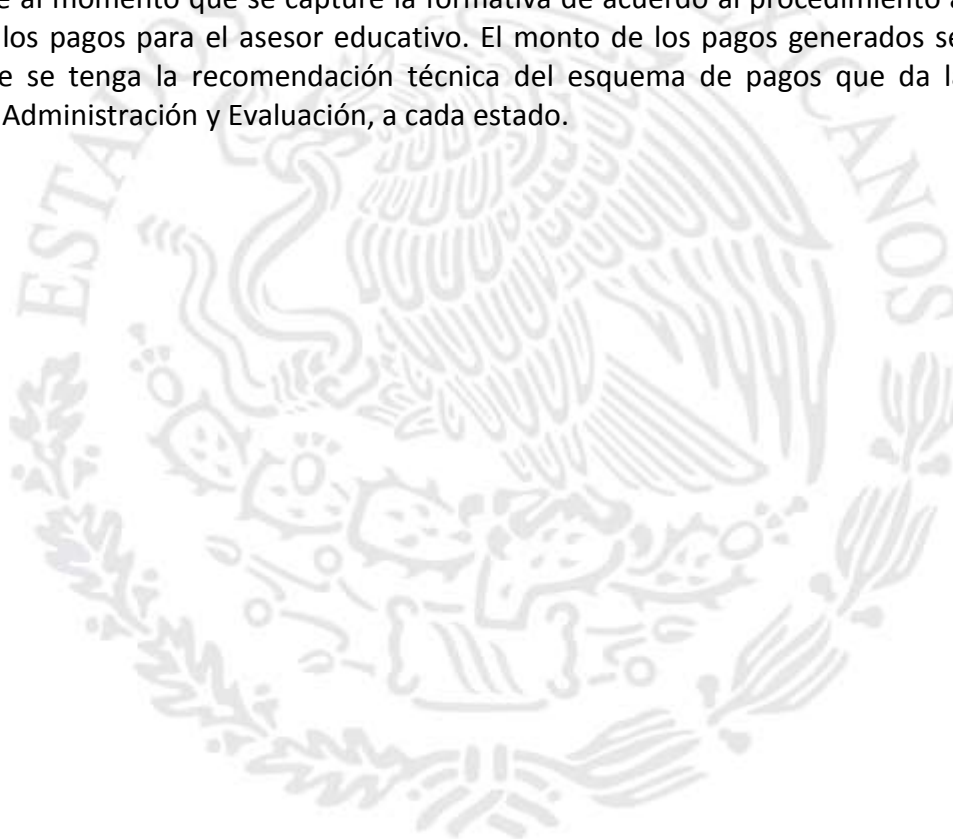 e al momento que se capture la formativa de acuerdo al procedimiento a
los pagos para el asesor educativo. El monto de los pagos generados se
e se tenga la recomendación técnica del esquema de pagos que da la
Administración y Evaluación, a cada estado.
ESTADO
XICANOS